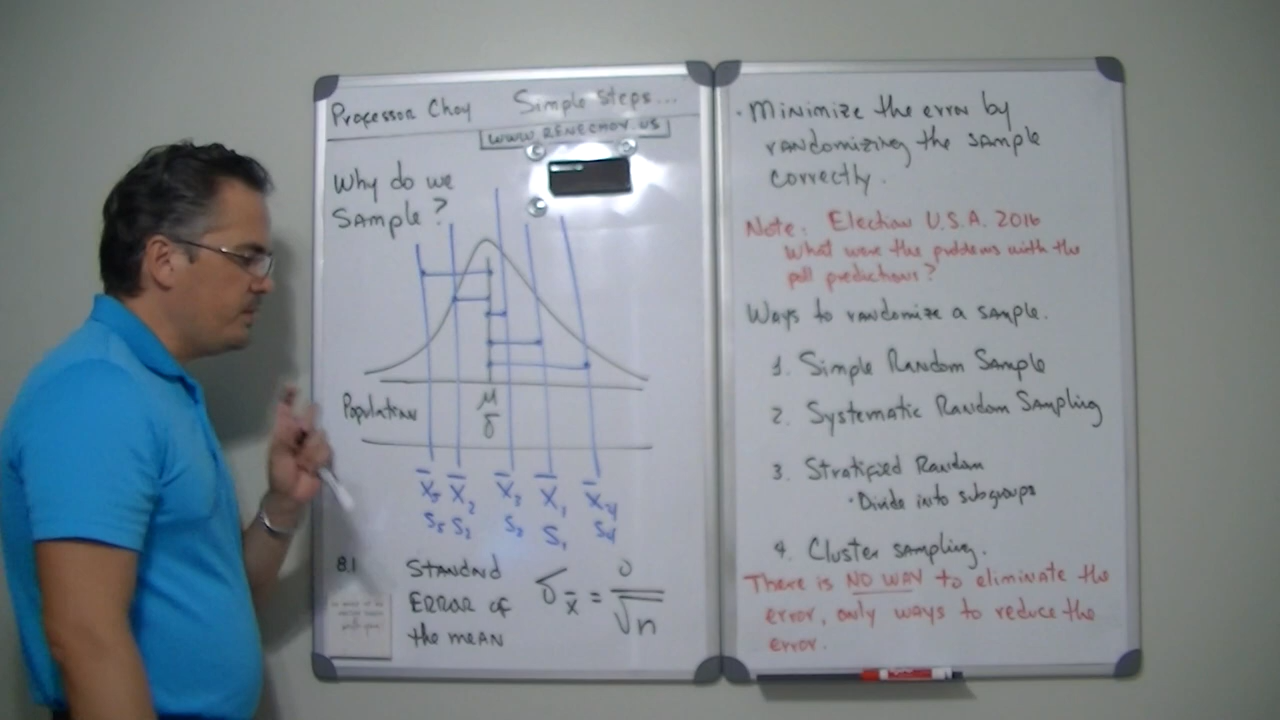 Professor Choy Simple Steps...
WWW.RENECHOY.US
Why do we
SAmple?
Population
μ
σ
X̄₅ X̄₂ X̄₃ X̄₁ X̄₄
S₅ S₂ S₃ S₁ S₄
8.1
STANDARD
ERROR OF
the MEAN
σx̄ = σ/√n
• Minimize the error by
RANdomizing the SAmple
correctly.
Note: Election U.S.A. 2016
What were the problems with the
poll predictions?
Ways to randomize a sample.
1. Simple Random Sample
2. Systematic Random Sampling
3. Stratified Random
• Divide into subgroups
4. Cluster sampling.
There is NO WAY to eliminate the
error, only ways to reduce the
error.